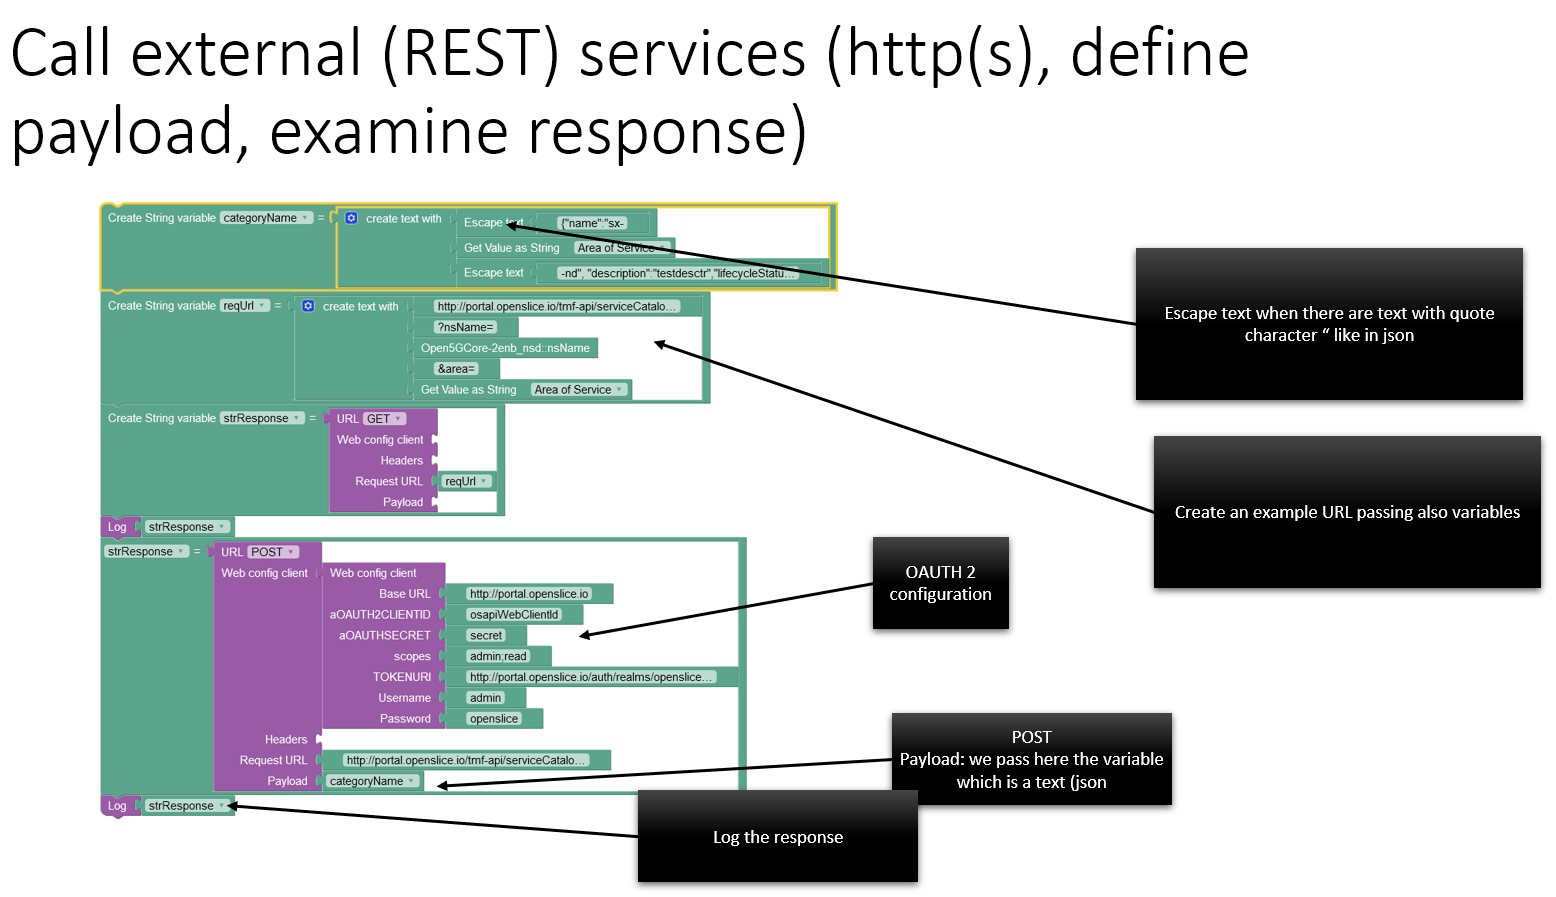 Call external (REST) services (http(s), define
payload, examine response)
Create String variable categoryName = create text with Escape text {"name":"sx-
Get Value as String Area of Service
Escape text -nd", "description":"testdesctr","lifecycleStatu...
Create String variable reqUrl = create text with http://portal.openslice.io/tmf-api/serviceCatalo...
?nsName=
Open5GCore-2enb_nsd::nsName
&area=
Get Value as String Area of Service
Create String variable strResponse = URL GET
Web config client
Headers
Request URL reqUrl
Payload
Log strResponse
strResponse = URL POST
Web config client Web config client
Base URL http://portal.openslice.io
aOAUTH2CLIENTID osapiWebClientId
aOAUTHSECRET secret
scopes admin;read
TOKENURI http://portal.openslice.io/auth/realms/openslice...
Username admin
Password openslice
Headers
Request URL http://portal.openslice.io/tmf-api/serviceCatalo...
Payload categoryName
Log strResponse
Escape text when there are text with quote
character “ like in json
Create an example URL passing also variables
OAUTH 2
configuration
POST
Payload: we pass here the variable
which is a text (json
Log the response